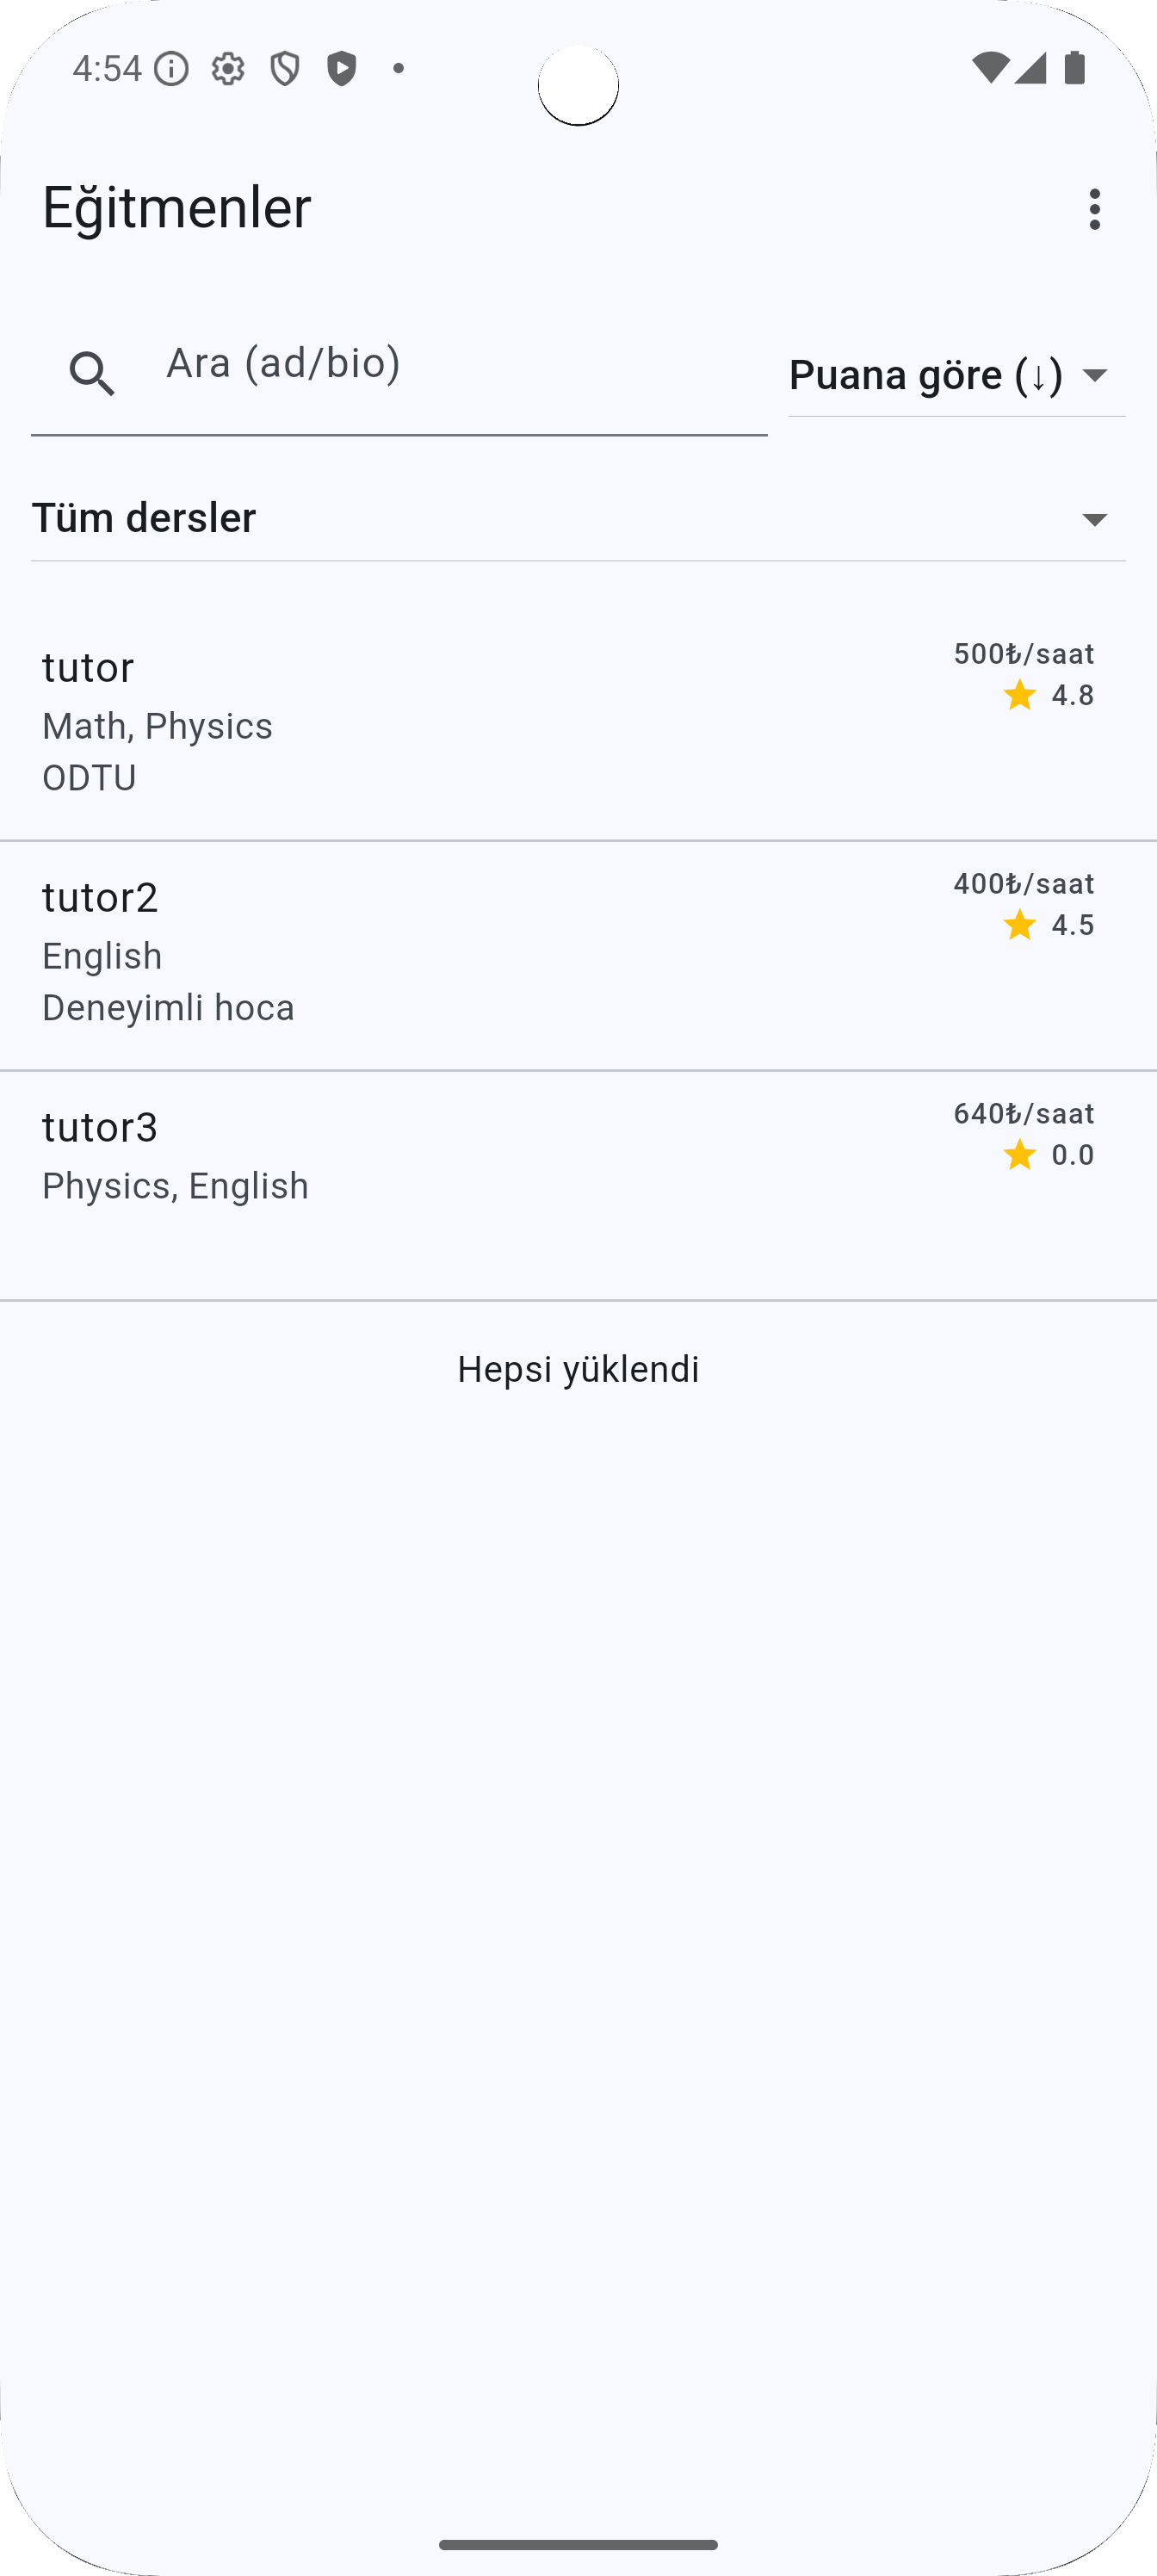 4:54
Eğitmenler
Ara (ad/bio)
Puana göre (↓)
Tüm dersler
tutor
500₺/saat
4.8
Math, Physics
ODTU
tutor2
400₺/saat
4.5
English
Deneyimli hoca
tutor3
640₺/saat
0.0
Physics, English
Hepsi yüklendi